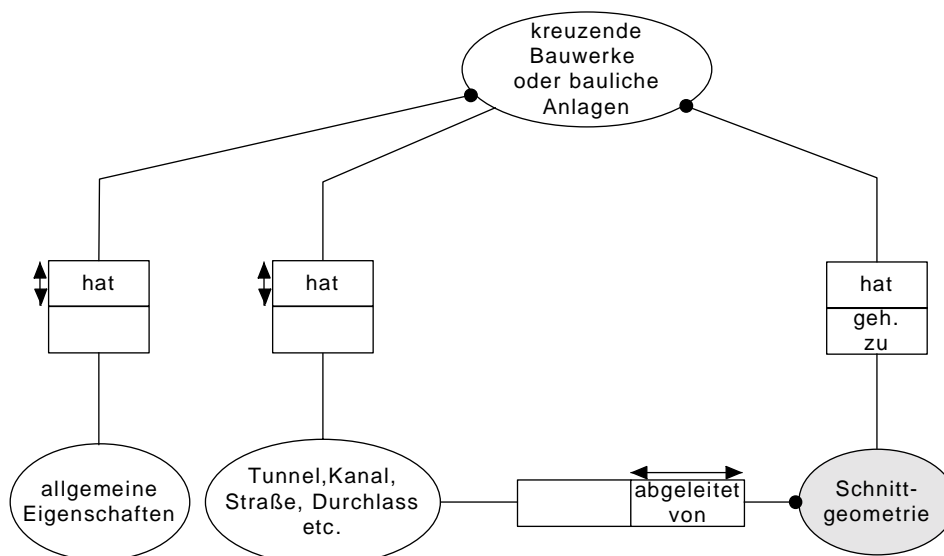 kreuzende
Bauwerke
oder bauliche
Anlagen
hat
hat
hat
geh.
zu
allgemeine
Eigenschaften
Tunnel,Kanal,
Straße, Durchlass
etc.
abgeleitet
von
Schnitt-
geometrie